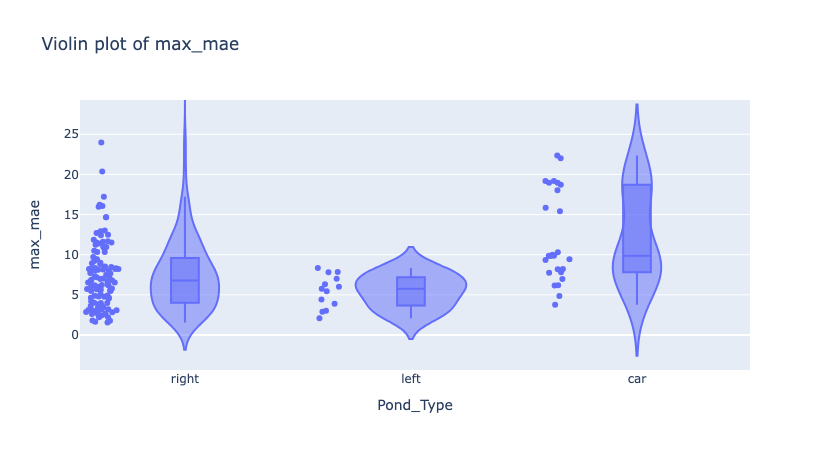 Violin plot of max_mae
25
20
15
10
5
0
max_mae
right
left
car
Pond_Type